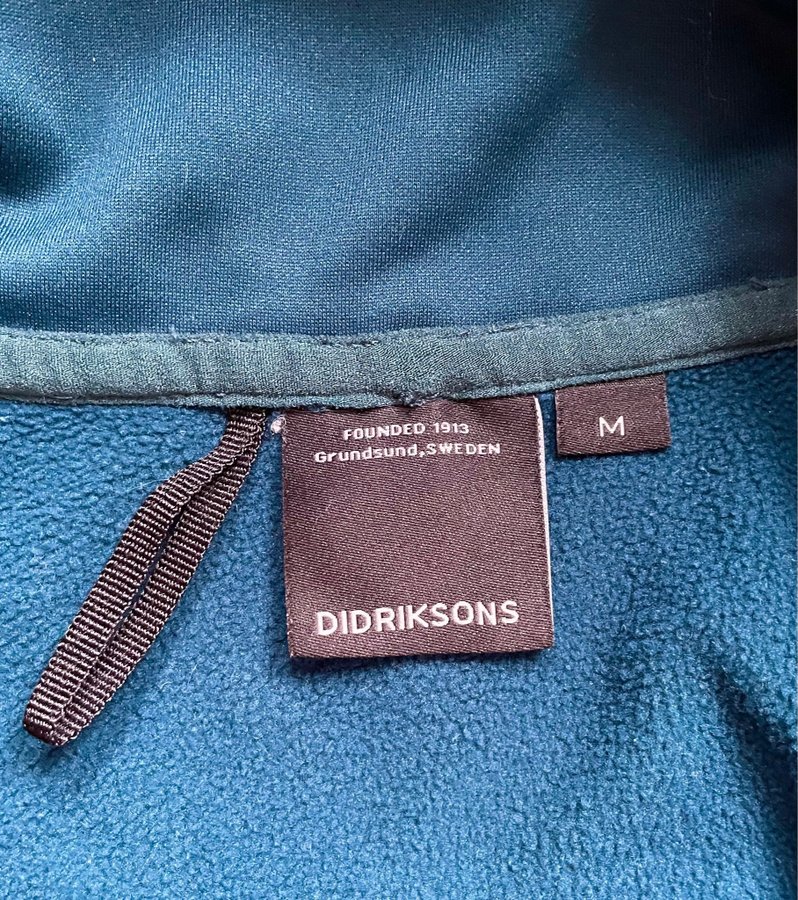 FOUNDED 1913
Grundsund,SWEDEN
DIDRIKSONS
M